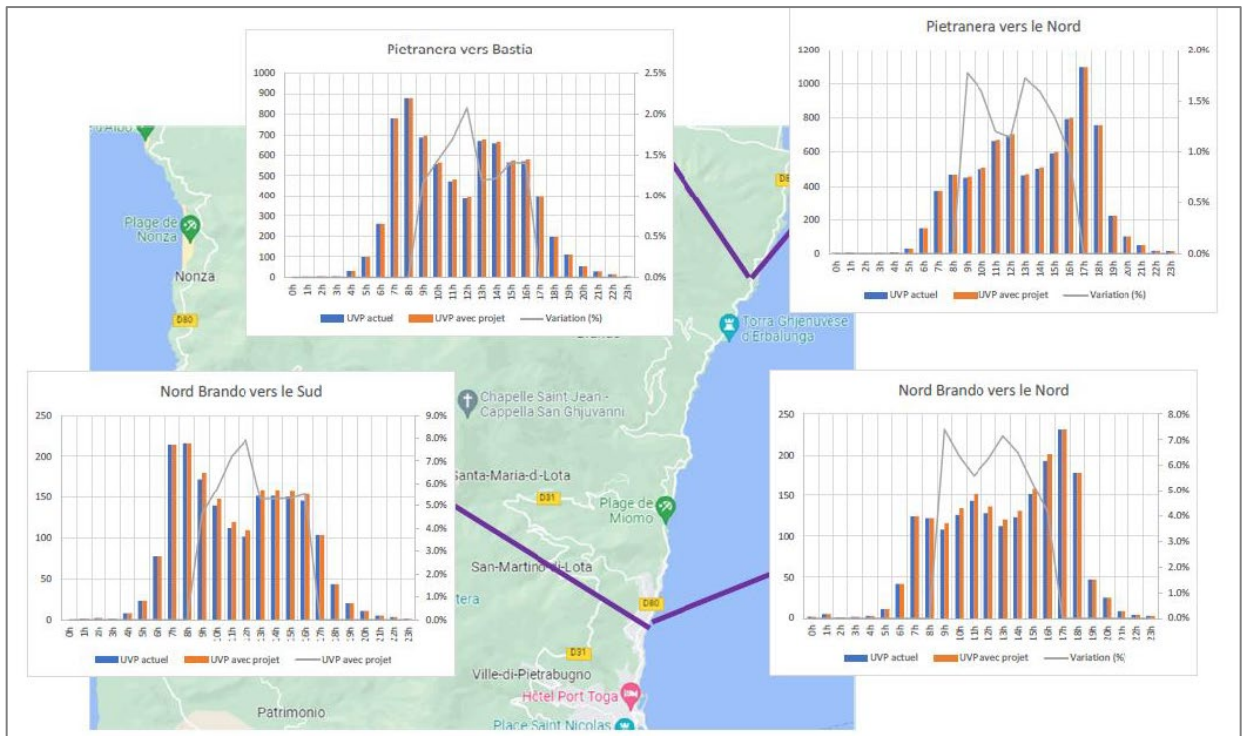 Pietranera vers Bastia
1000
900
800
700
600
500
400
300
200
100
0
2.5%
2.0%
1.5%
1.0%
0.5%
0.0%
0h 1h 2h 3h 4h 5h 6h 7h 8h 9h 10h 11h 12h 13h 14h 15h 16h 17h 18h 19h 20h 21h 22h 23h
UVP actuel UVP avec projet Variation (%)
Pietranera vers le Nord
1200
1000
800
600
400
200
0
2.0%
1.5%
1.0%
0.5%
0.0%
0h 1h 2h 3h 4h 5h 6h 7h 8h 9h 10h 11h 12h 13h 14h 15h 16h 17h 18h 19h 20h 21h 22h 23h
UVP actuel UVP avec projet Variation (%)
Plage de
Nonza
Nonza
D80
Torra Ghjenuvese
d'Erbalunga
Nord Brando vers le Sud
250
200
150
100
50
0
9.0%
8.0%
7.0%
6.0%
5.0%
4.0%
3.0%
2.0%
1.0%
0.0%
0h 1h 2h 3h 4h 5h 6h 7h 8h 9h 10h 11h 12h 13h 14h 15h 16h 17h 18h 19h 20h 21h 22h 23h
UVP actuel UVP avec projet UVP avec projet
Nord Brando vers le Nord
250
200
150
100
50
0
8.0%
7.0%
6.0%
5.0%
4.0%
3.0%
2.0%
1.0%
0.0%
0h 1h 2h 3h 4h 5h 6h 7h 8h 9h 10h 11h 12h 13h 14h 15h 16h 17h 18h 19h 20h 21h 22h 23h
UVP actuel UVP avec projet Variation (%)
Chapelle Saint Jean -
Cappella San Ghjuvanni
Santa-Maria-di-Lota
D31
Plage de
Miomo
San-Martino-di-Lota
D80
D31
Ville-di-Pietrabugno
Hôtel Port Toga
Patrimonio
Place Saint Nicolas